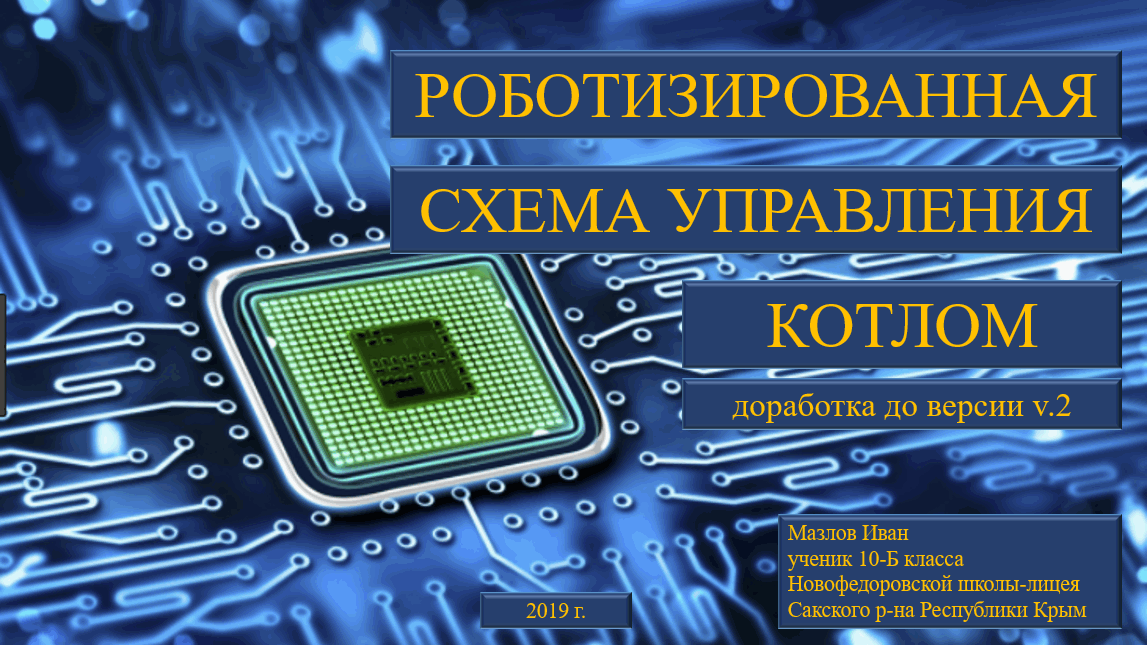 РОБОТИЗИРОВАННАЯ
СХЕМА УПРАВЛЕНИЯ
КОТЛОМ
доработка до версии v.2
Мазлов Иван
ученик 10-Б класса
Новофедоровской школы-лицея
Сакского р-на Республики Крым
2019 г.